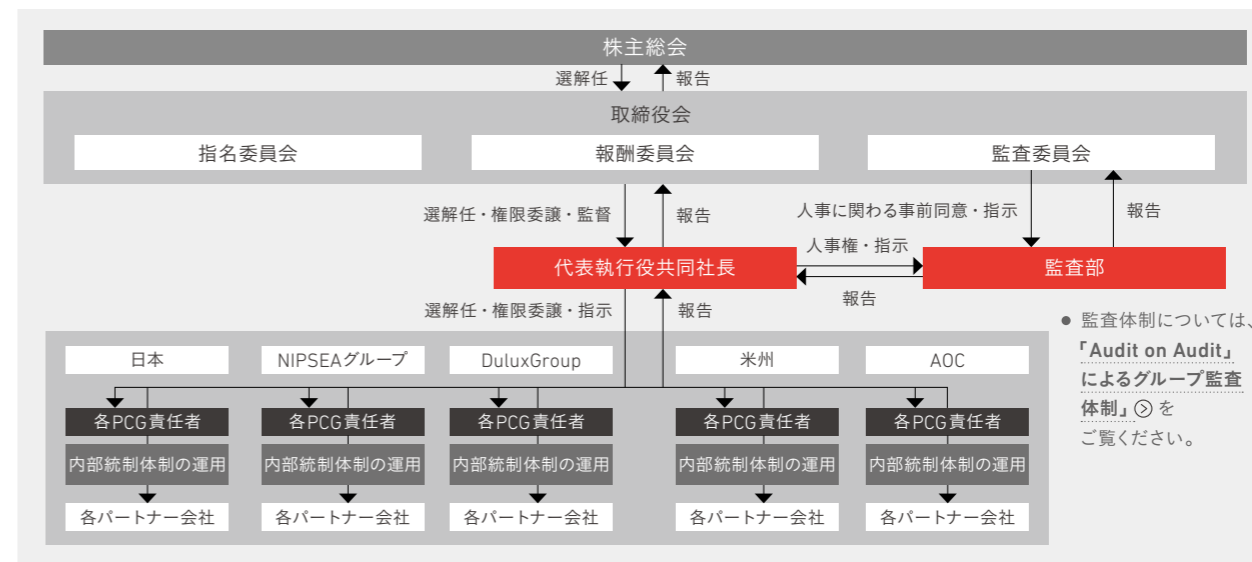 株主総会
選解任
報告
取締役会
指名委員会
報酬委員会
監査委員会
選解任・権限委譲・監督
報告
人事に関わる事前同意・指示
報告
人事権・指示
代表執行役共同社長
監査部
報告
選解任・権限委譲・指示
報告
● 監査体制については、
「Audit on Audit」
によるグループ監査
体制」を
ご覧ください。
日本
NIPSEAグループ
DuluxGroup
米州
AOC
各PCG責任者
各PCG責任者
各PCG責任者
各PCG責任者
各PCG責任者
内部統制体制の運用
内部統制体制の運用
内部統制体制の運用
内部統制体制の運用
内部統制体制の運用
各パートナー会社
各パートナー会社
各パートナー会社
各パートナー会社
各パートナー会社